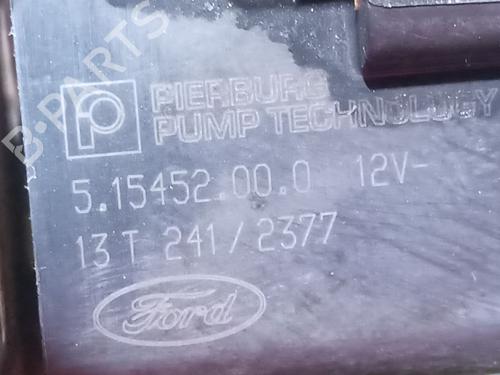 B-PARTS
PIERBURG
PUMP TECHNOLOGY
5.15452.00.0 12V-
13 T 241 / 2377
Ford